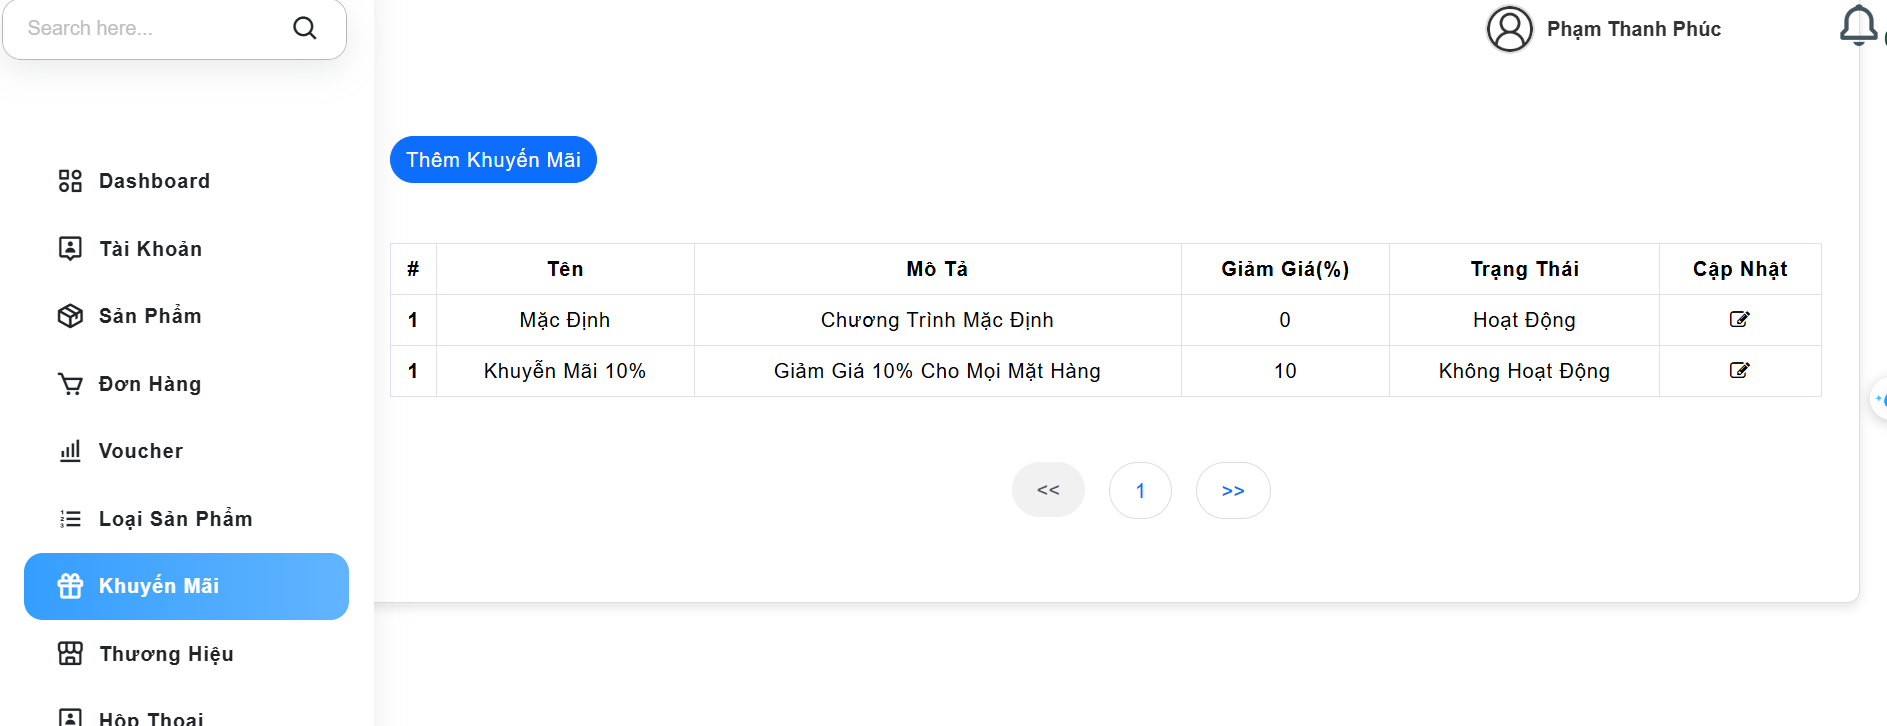 Search here...
Phạm Thanh Phúc
Dashboard
Tài Khoản
Sản Phẩm
Đơn Hàng
Voucher
Loại Sản Phẩm
Khuyến Mãi
Thương Hiệu
Hộp Thoại
Thêm Khuyến Mãi
# Tên Mô Tả Giảm Giá(%) Trạng Thái Cập Nhật
1 Mặc Định Chương Trình Mặc Định 0 Hoạt Động
1 Khuyễn Mãi 10% Giảm Giá 10% Cho Mọi Mặt Hàng 10 Không Hoạt Động
<< 1 >>